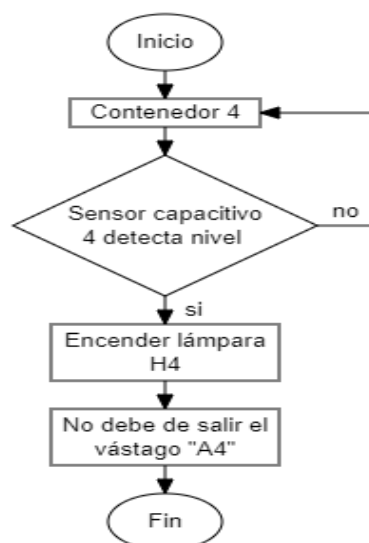 Inicio
Contenedor 4
Sensor capacitivo
4 detecta nivel
no
si
Encender lámpara
H4
No debe de salir el
vástago "A4"
Fin